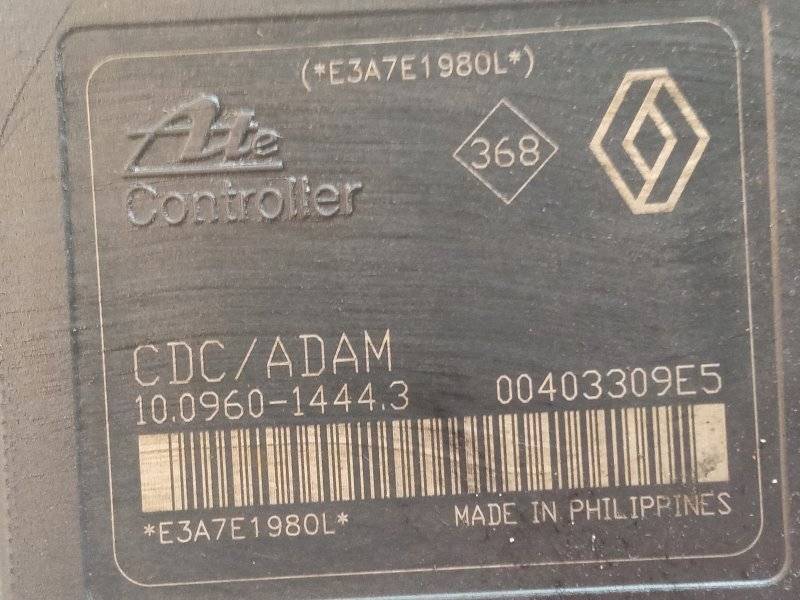 (*E3A7E1980L*)
Ate
Controller
368
CDC/ADAM
10.0960-1444.3
00403309E5
*E3A7E1980L*
MADE IN PHILIPPINES